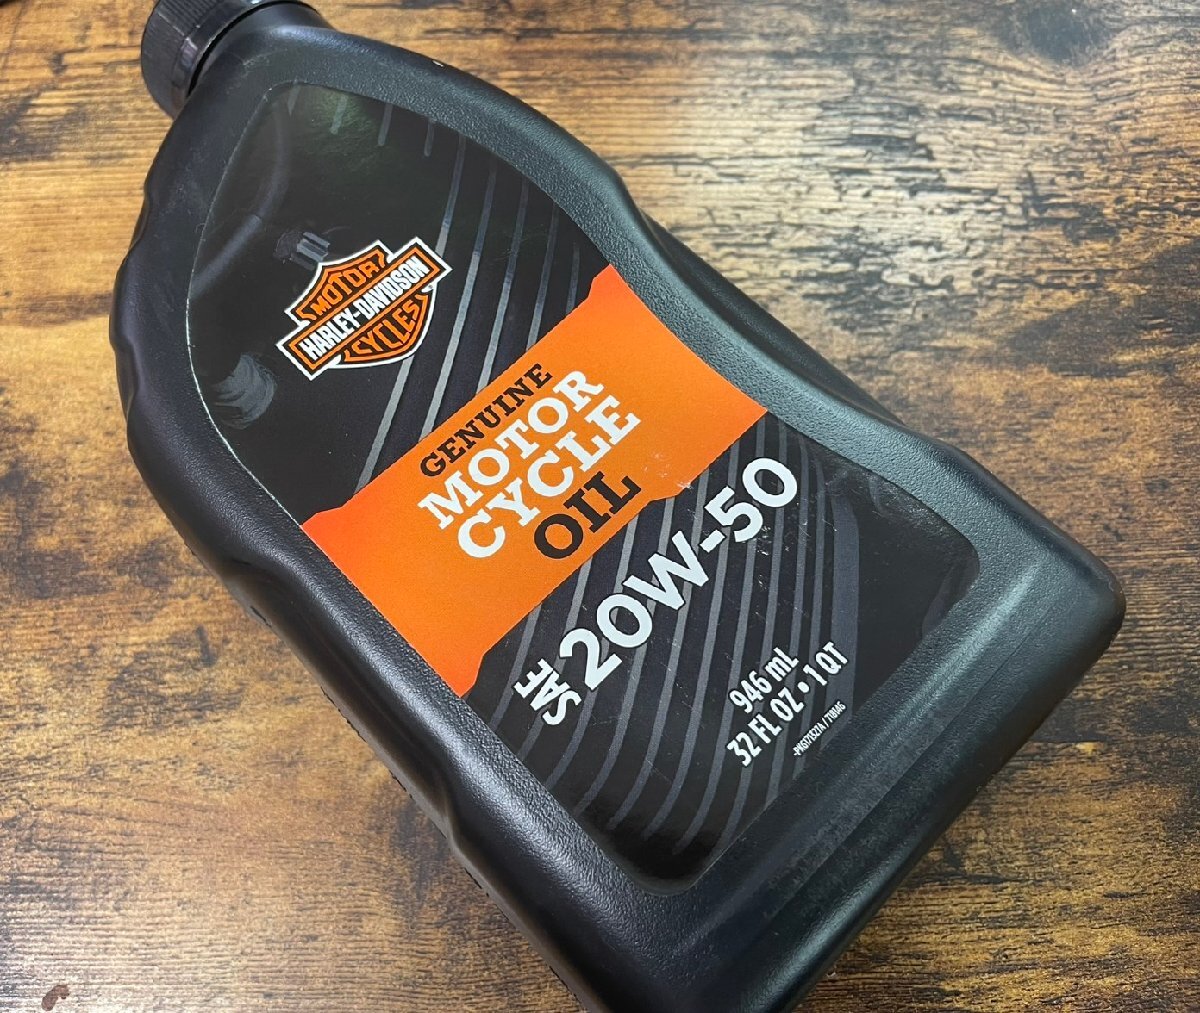 MOTOR
HARLEY-DAVIDSON
CYCLES
GENUINE
MOTOR
CYCLE
OIL
SAE 20W-50
946 mL
32 FL OZ • 1 QT